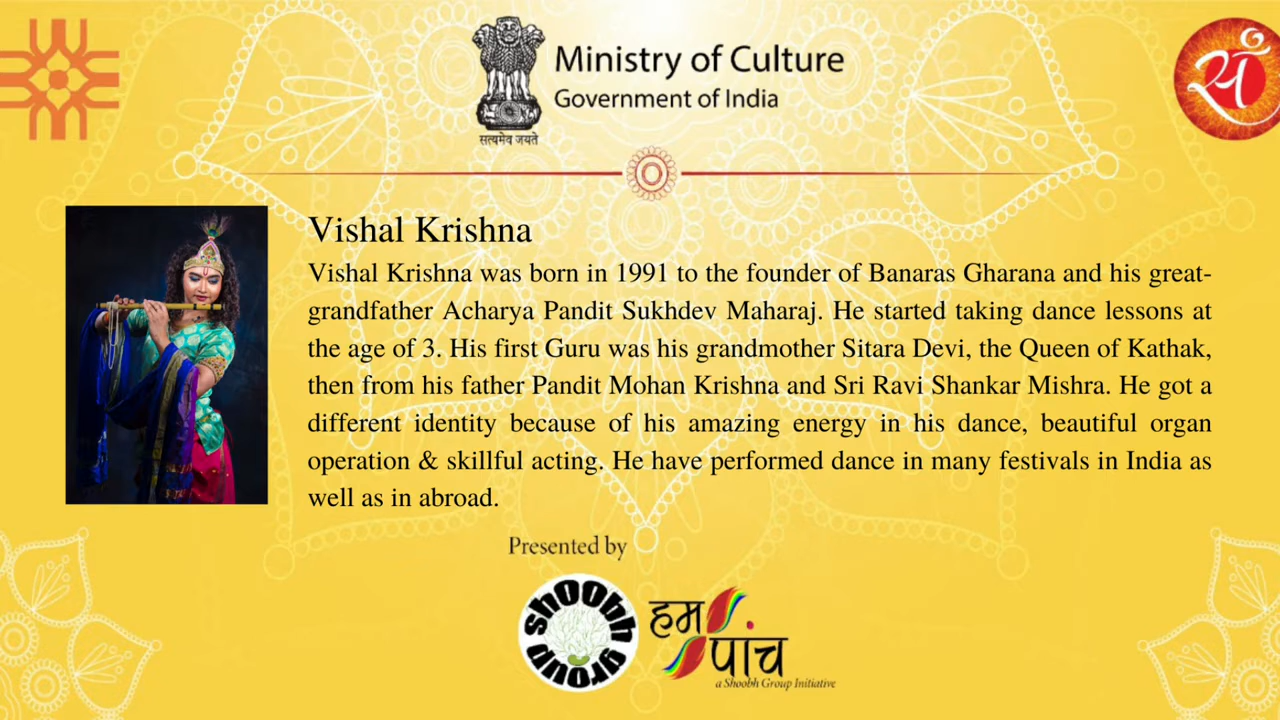 Ministry of Culture
Government of India
सत्यमेव जयते
सं
Vishal Krishna
Vishal Krishna was born in 1991 to the founder of Banaras Gharana and his great-
grandfather Acharya Pandit Sukhdev Maharaj. He started taking dance lessons at
the age of 3. His first Guru was his grandmother Sitara Devi, the Queen of Kathak,
then from his father Pandit Mohan Krishna and Sri Ravi Shankar Mishra. He got a
different identity because of his amazing energy in his dance, beautiful organ
operation & skillful acting. He have performed dance in many festivals in India as
well as in abroad.
Presented by
shoobh
group
हम
पांच
a Shoobh Group Initiative